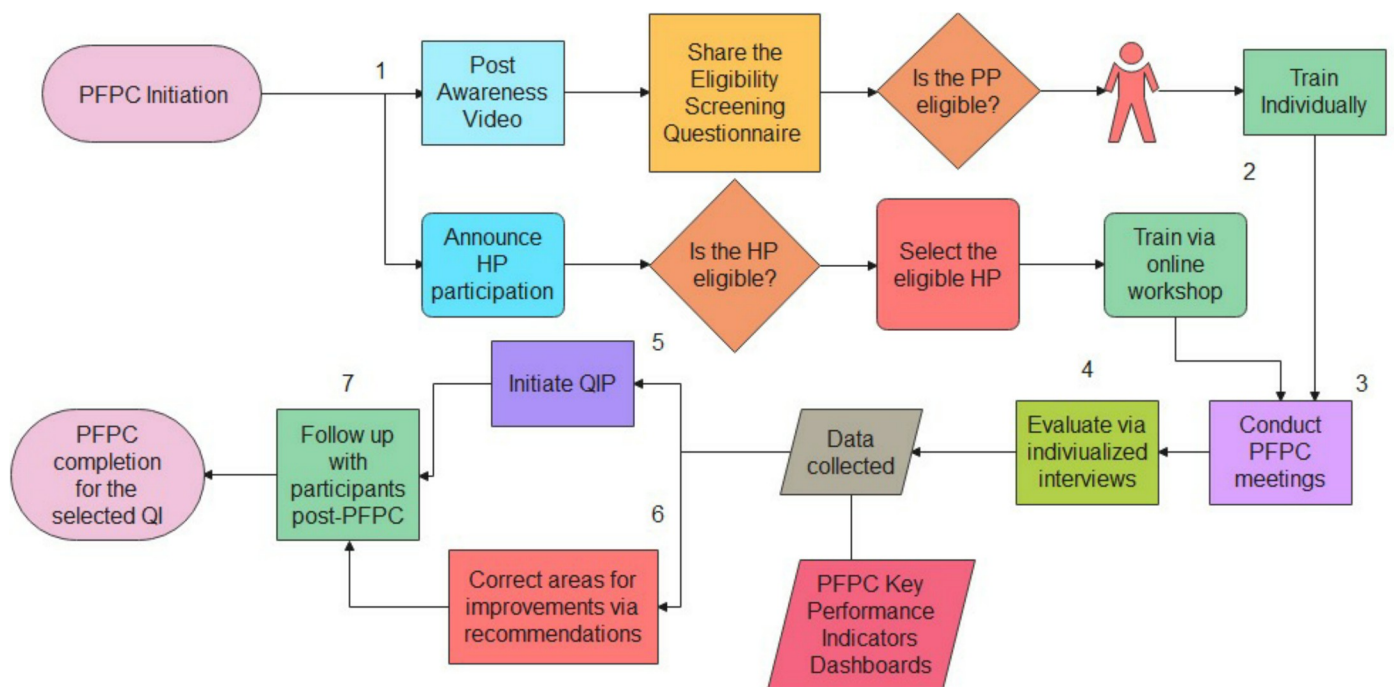 PFPC Initiation
1
Post
Awareness
Video
Share the
Eligibility
Screening
Questionnaire
Is the PP
eligible?
Train
Individually
2
Announce
HP
participation
Is the HP
eligible?
Select the
eligible HP
Train via
online
workshop
3
Conduct
PFPC
meetings
4
Evaluate via
indiviualized
interviews
Data
collected
PFPC Key
Performance
Indicators
Dashboards
5
Initiate QIP
6
Correct areas for
improvements via
recommendations
7
Follow up
with
participants
post-PFPC
PFPC
completion
for the
selected QI